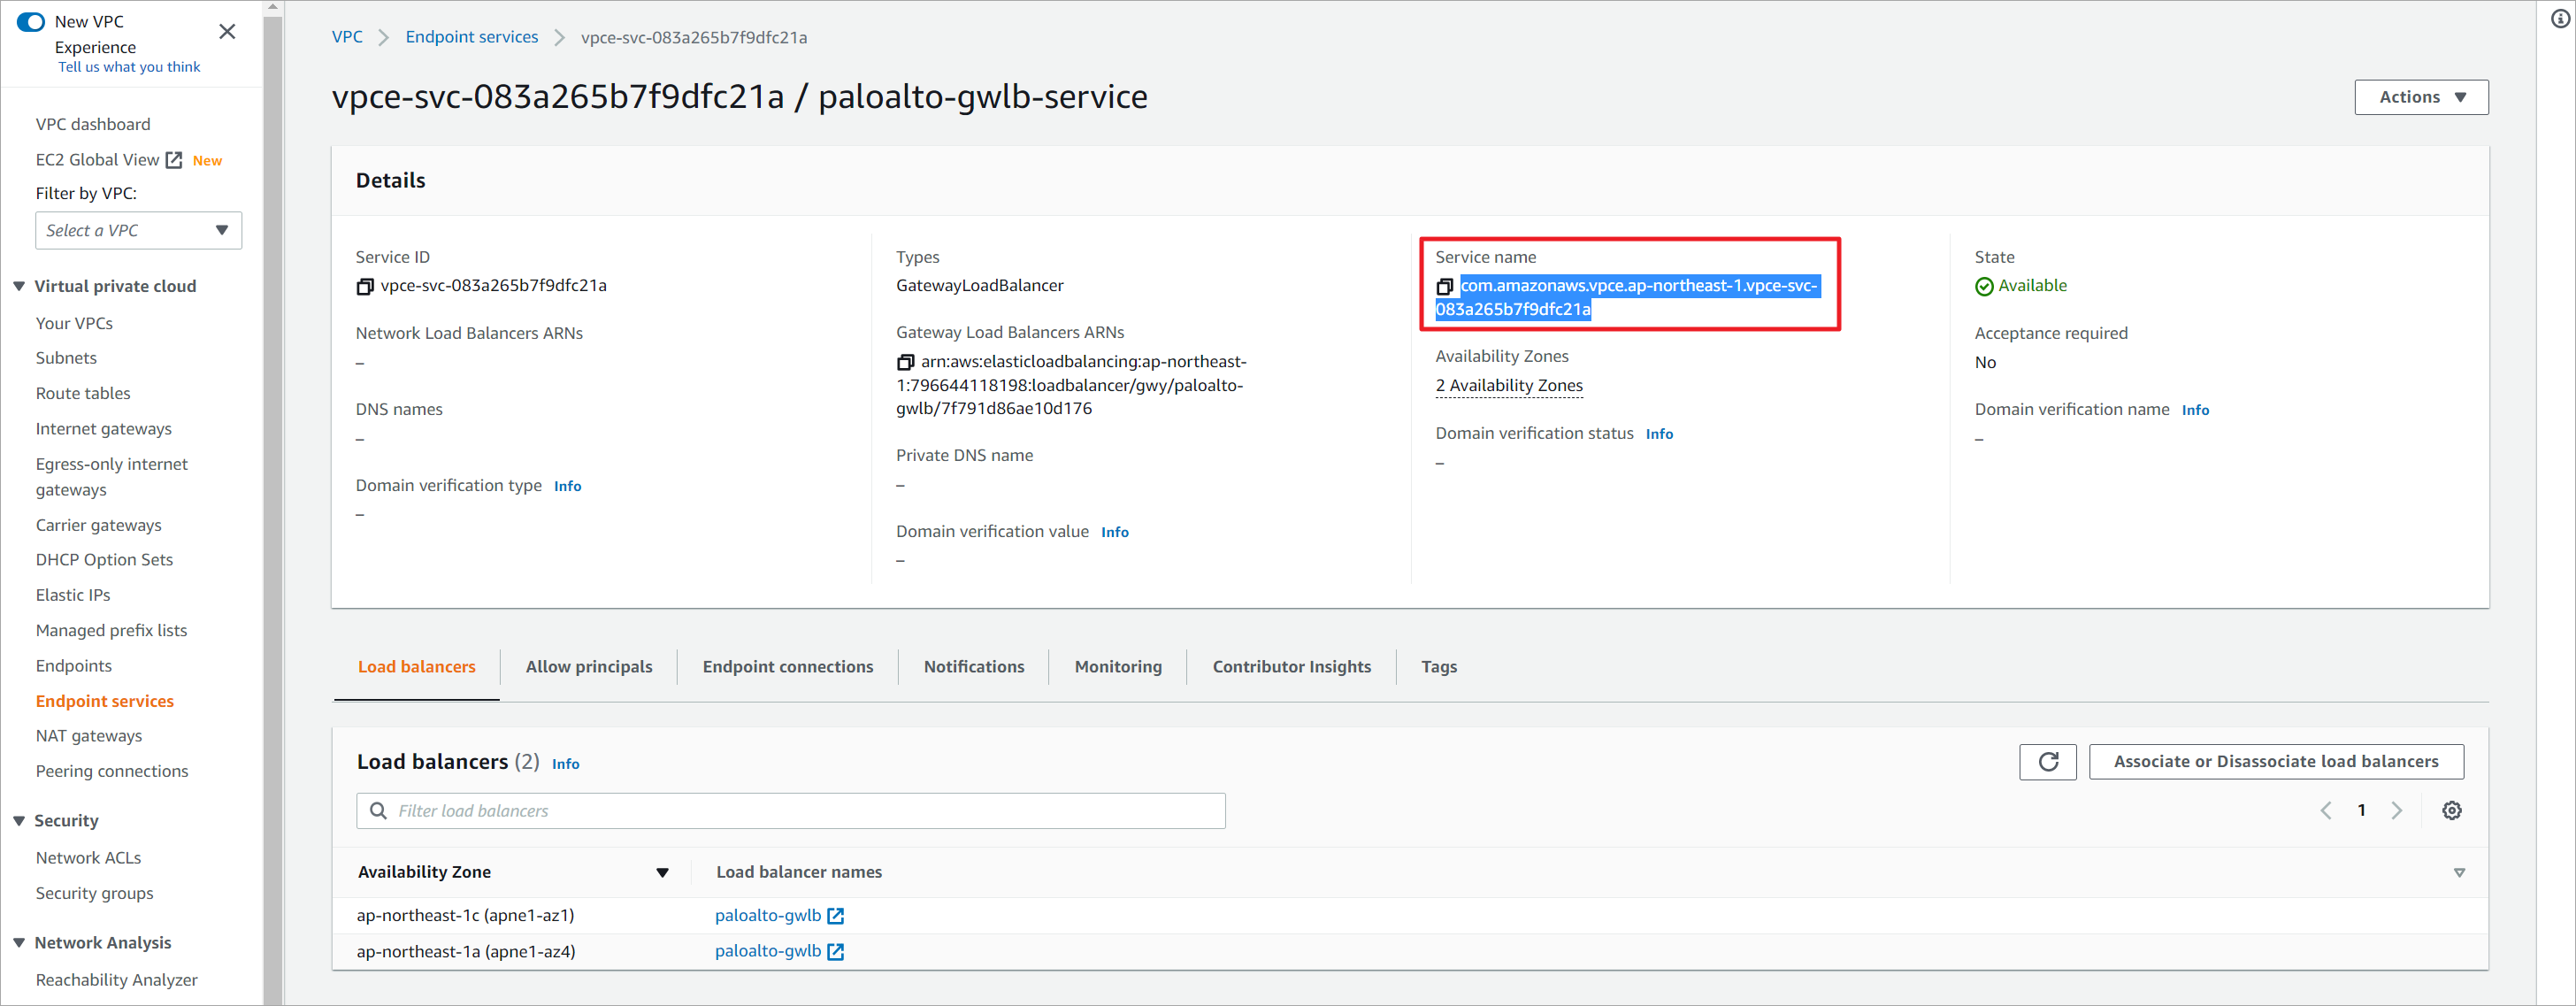 New VPC
Experience
Tell us what you think
VPC dashboard
EC2 Global View New
Filter by VPC:
Select a VPC
Virtual private cloud
Your VPCs
Subnets
Route tables
Internet gateways
Egress-only internet
gateways
Carrier gateways
DHCP Option Sets
Elastic IPs
Managed prefix lists
Endpoints
Endpoint services
NAT gateways
Peering connections
Security
Network ACLs
Security groups
Network Analysis
Reachability Analyzer
VPC Endpoint services vpce-svc-083a265b7f9dfc21a
vpce-svc-083a265b7f9dfc21a / paloalto-gwlb-service
Actions
Details
Service ID
vpce-svc-083a265b7f9dfc21a
Network Load Balancers ARNs
–
DNS names
–
Domain verification type Info
–
Types
GatewayLoadBalancer
Gateway Load Balancers ARNs
arn:aws:elasticloadbalancing:ap-northeast-
1:796644118198:loadbalancer/gwy/paloalto-
gwlb/7f791d86ae10d176
Private DNS name
–
Domain verification value Info
–
Service name
com.amazonaws.vpce.ap-northeast-1.vpce-svc-
083a265b7f9dfc21a
Availability Zones
2 Availability Zones
Domain verification status Info
–
State
Available
Acceptance required
No
Domain verification name Info
–
Load balancers Allow principals Endpoint connections Notifications Monitoring Contributor Insights Tags
Load balancers (2) Info
Associate or Disassociate load balancers
Filter load balancers
1
Availability Zone Load balancer names
ap-northeast-1c (apne1-az1) paloalto-gwlb
ap-northeast-1a (apne1-az4) paloalto-gwlb